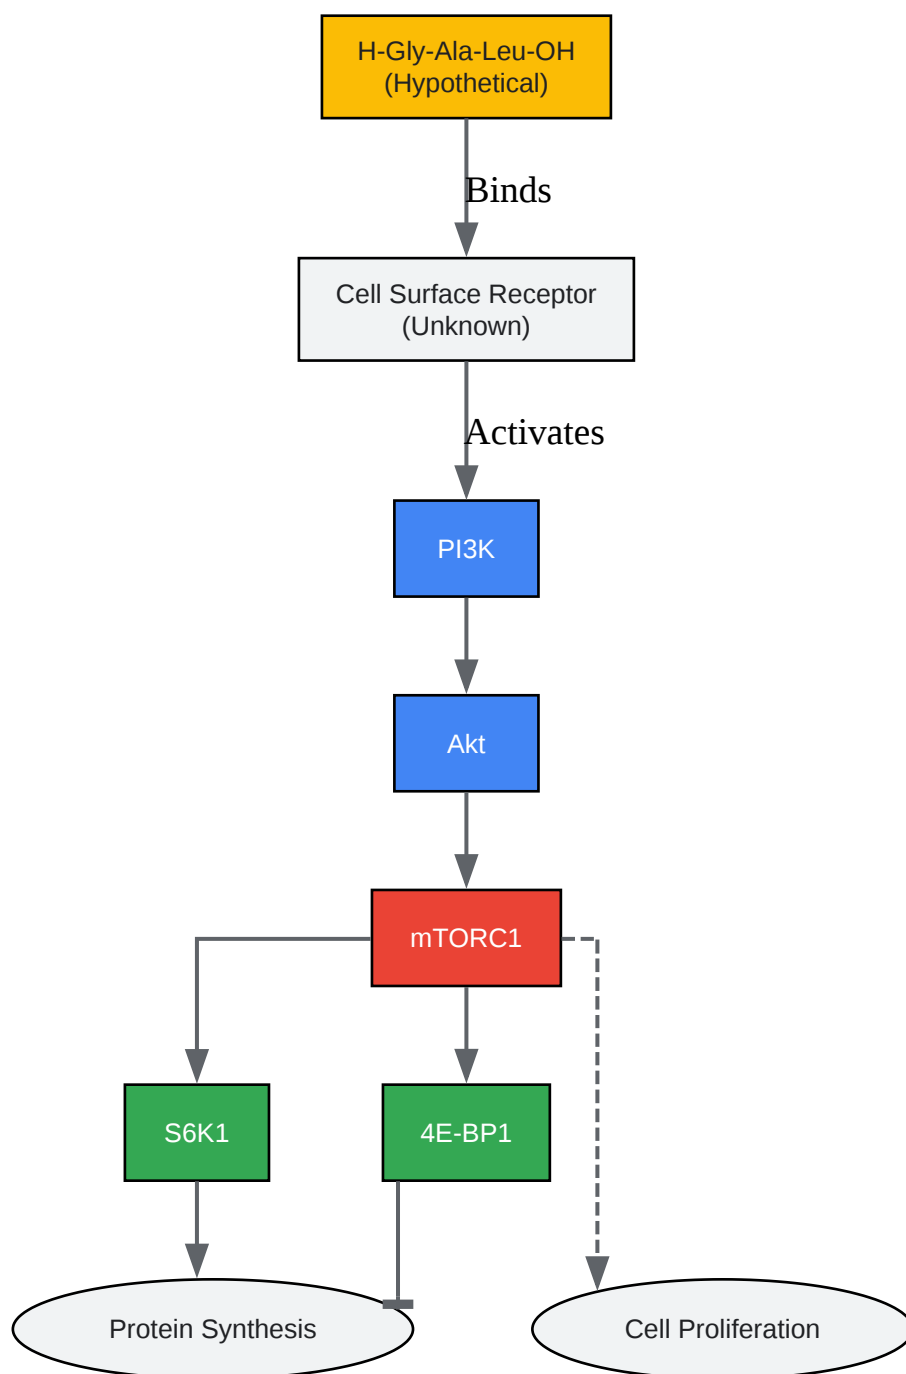 H-Gly-Ala-Leu-OH
(Hypothetical)
Binds
Cell Surface Receptor
(Unknown)
Activates
PI3K
Akt
mTORC1
S6K1
4E-BP1
Protein Synthesis
Cell Proliferation